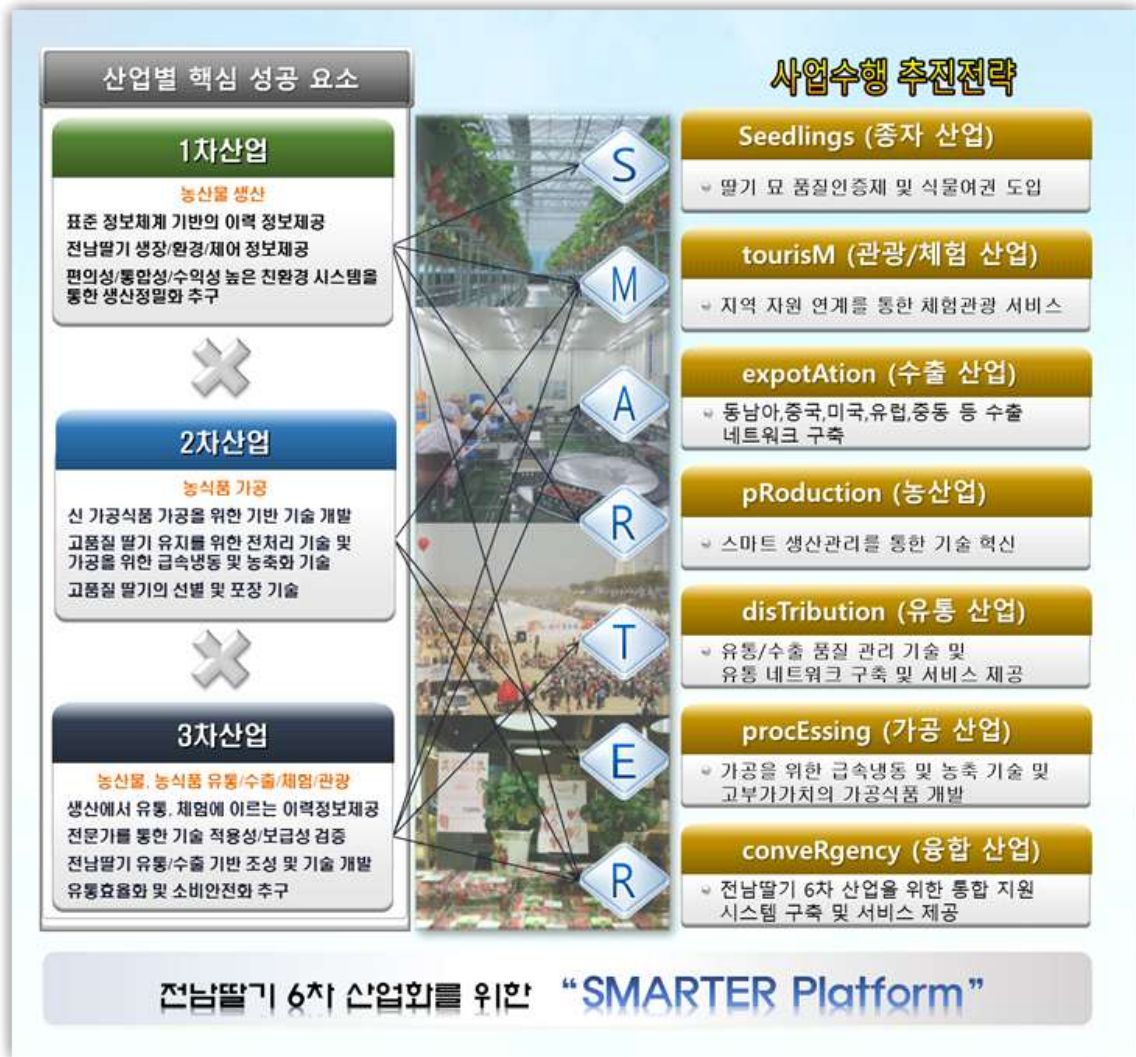 산업별 핵심 성공 요소
1차산업
농산물 생산
표준 정보체계 기반의 이력 정보제공
전남딸기 생장/환경/제어 정보제공
편의성/통합성/수익성 높은 친환경 시스템을
통한 생산정밀화 추구
2차산업
농식품 가공
신 가공식품 가공을 위한 기반 기술 개발
고품질 딸기 유지를 위한 전처리 기술 및
가공을 위한 급속냉동 및 농축화 기술
고품질 딸기의 선별 및 포장 기술
3차산업
농산물, 농식품 유통/수출/체험/관광
생산에서 유통, 체험에 이르는 이력정보제공
전문가를 통한 기술 적용성/보급성 검증
전남딸기 유통/수출 기반 조성 및 기술 개발
유통효율화 및 소비안전화 추구
S
M
A
R
T
E
R
사업수행 추진전략
Seedlings (종자 산업)
딸기 묘 품질인증제 및 식물여권 도입
tourisM (관광/체험 산업)
지역 자원 연계를 통한 체험관광 서비스
expotAtion (수출 산업)
동남아,중국,미국,유럽,중동 등 수출
네트워크 구축
pRoduction (농산업)
스마트 생산관리를 통한 기술 혁신
disTribution (유통 산업)
유통/수출 품질 관리 기술 및
유통 네트워크 구축 및 서비스 제공
procEssing (가공 산업)
가공을 위한 급속냉동 및 농축 기술 및
고부가가치의 가공식품 개발
conveRgency (융합 산업)
전남딸기 6차 산업을 위한 통합 지원
시스템 구축 및 서비스 제공
전남딸기 6차 산업화를 위한 “SMARTER Platform”